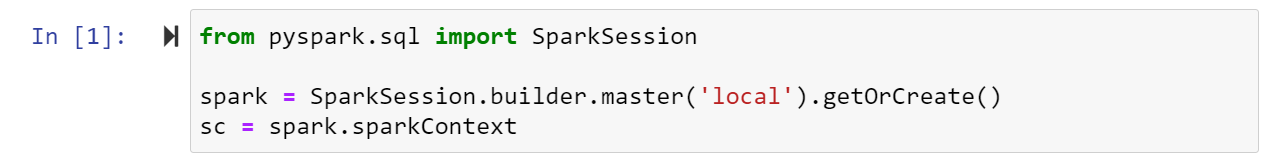 In [1]: from pyspark.sql import SparkSession
spark = SparkSession.builder.master('local').getOrCreate()
sc = spark.sparkContext